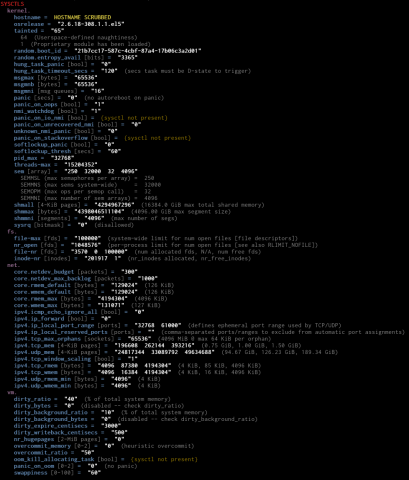 SYSCTLS
kernel.
hostname = HOSTNAME SCRUBBED
osrelease = "2.6.18-308.1.1.el5"
tainted = "65"
64 (Userspace-defined naughtiness)
1 (Proprietary module has been loaded)
random.boot_id = "21b7cc17-587c-4cbf-87a4-17b06c3a2d01"
random.entropy_avail [bits] = "3365"
hung_task_panic [bool] = "0"
hung_task_timeout_secs = "120" (secs task must be D-state to trigger)
msgmax [bytes] = "65536"
msgmnb [bytes] = "65536"
msgmni [msg queues] = "16"
panic [secs] = "0" (no autoreboot on panic)
panic_on_oops [bool] = "1"
nmi_watchdog [bool] = "1"
panic_on_io_nmi [bool] = (sysctl not present)
panic_on_unrecovered_nmi [bool] = "0"
unknown_nmi_panic [bool] = "0"
panic_on_stackoverflow [bool] = (sysctl not present)
softlockup_panic [bool] = "0"
softlockup_thresh [secs] = "60"
pid_max = "32768"
threads-max = "15204352"
sem [array] = "250 32000 32 4096"
SEMMSL (max semaphores per array) = 250
SEMMNS (max sems system-wide) = 32000
SEMOPM (max ops per semop call) = 32
SEMMNI (max number of sem arrays) = 4096
shmall [4-KiB pages] = "4294967296" (16384.0 GiB max total shared memory)
shmmax [bytes] = "4398046511104" (4096.00 GiB max segment size)
shmmni [segments] = "4096" (max number of segs)
sysrq [bitmask] = "0" (disallowed)
fs.
file-max [fds] = "100000" (system-wide limit for num open files [file descriptors])
nr_open [fds] = "1048576" (per-process limit for num open files [see also RLIMIT_NOFILE])
file-nr [fds] = "3570 0 100000" (num allocated fds, N/A, num free fds)
inode-nr [inodes] = "201917 1" (nr_inodes allocated, nr_free_inodes)
net.
core.netdev_budget [packets] = "300"
core.netdev_max_backlog [packets] = "1000"
core.rmem_default [bytes] = "129024" (126 KiB)
core.wmem_default [bytes] = "129024" (126 KiB)
core.rmem_max [bytes] = "4194304" (4096 KiB)
core.wmem_max [bytes] = "131071" (127 KiB)
ipv4.icmp_echo_ignore_all [bool] = "0"
ipv4.ip_forward [bool] = "0"
ipv4.ip_local_port_range [ports] = "32768 61000" (defines ephemeral port range used by TCP/UDP)
ipv4.ip_local_reserved_ports [ports] = "" (comma-separated ports/ranges to exclude from automatic port assignments)
ipv4.tcp_max_orphans [sockets] = "65536" (4096 MiB @ max 64 KiB per orphan)
ipv4.tcp_mem [4-KiB pages] = "196608 262144 393216" (0.75 GiB, 1.00 GiB, 1.50 GiB)
ipv4.udp_mem [4-KiB pages] = "24817344 33089792 49634688" (94.67 GiB, 126.23 GiB, 189.34 GiB)
ipv4.tcp_window_scaling [bool] = "1"
ipv4.tcp_rmem [bytes] = "4096 87380 4194304" (4 KiB, 85 KiB, 4096 KiB)
ipv4.tcp_wmem [bytes] = "4096 16384 4194304" (4 KiB, 16 KiB, 4096 KiB)
ipv4.udp_rmem_min [bytes] = "4096" (4 KiB)
ipv4.udp_wmem_min [bytes] = "4096" (4 KiB)
vm.
dirty_ratio = "40" (% of total system memory)
dirty_bytes = "0" (disabled -- check dirty_ratio)
dirty_background_ratio = "10" (% of total system memory)
dirty_background_bytes = "0" (disabled -- check dirty_background_ratio)
dirty_expire_centisecs = "3000"
dirty_writeback_centisecs = "500"
nr_hugepages [2-MiB pages] = "0"
overcommit_memory [0-2] = "0" (heuristic overcommit)
overcommit_ratio = "50"
oom_kill_allocating_task [bool] = (sysctl not present)
panic_on_oom [0-2] = "0" (no panic)
swappiness [0-100] = "60"